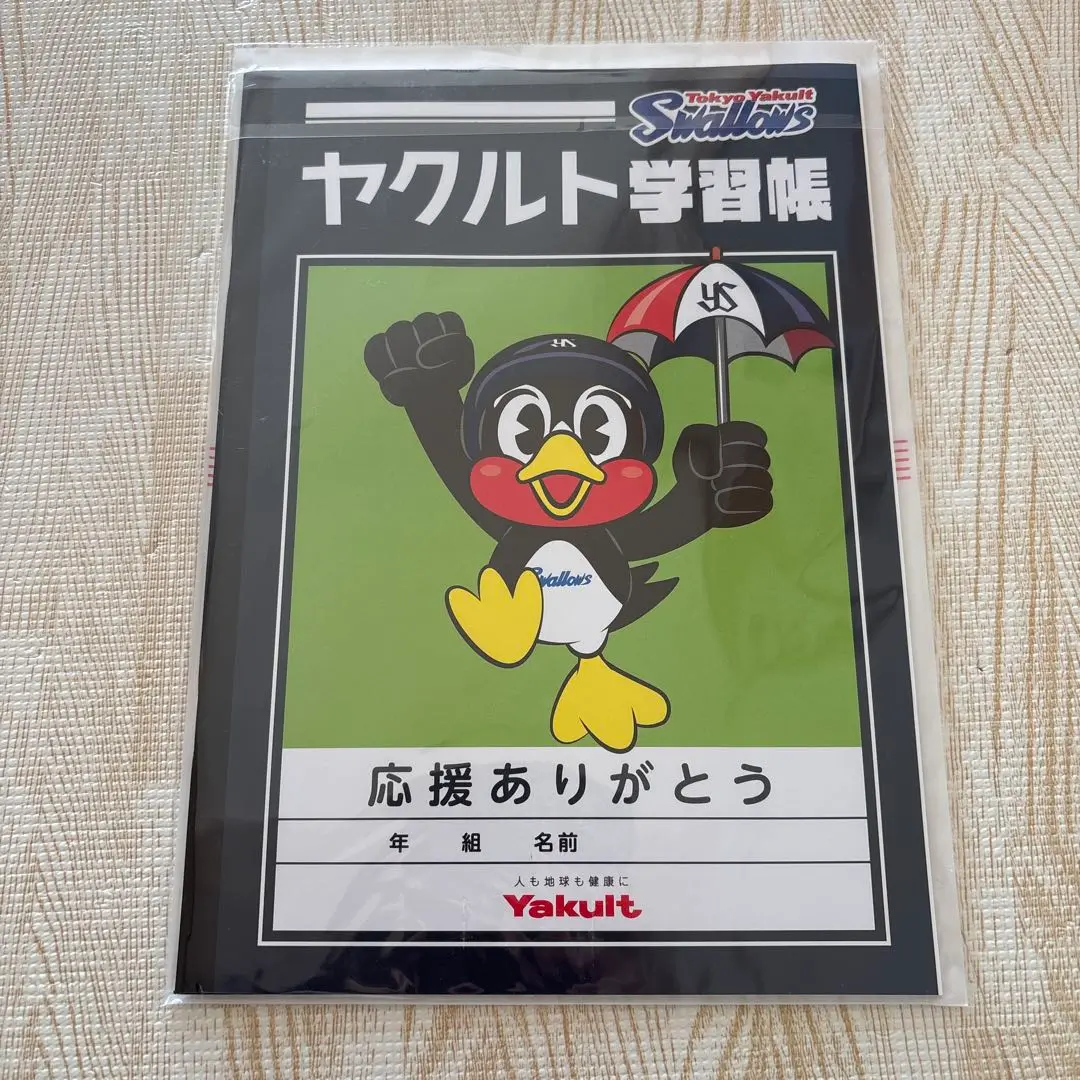 Tokyo Yakult
Swallows
ヤクルト学習帳
YS
YS
Swallows
応援ありがとう
年 組 名前
人も地球も健康に
Yakult